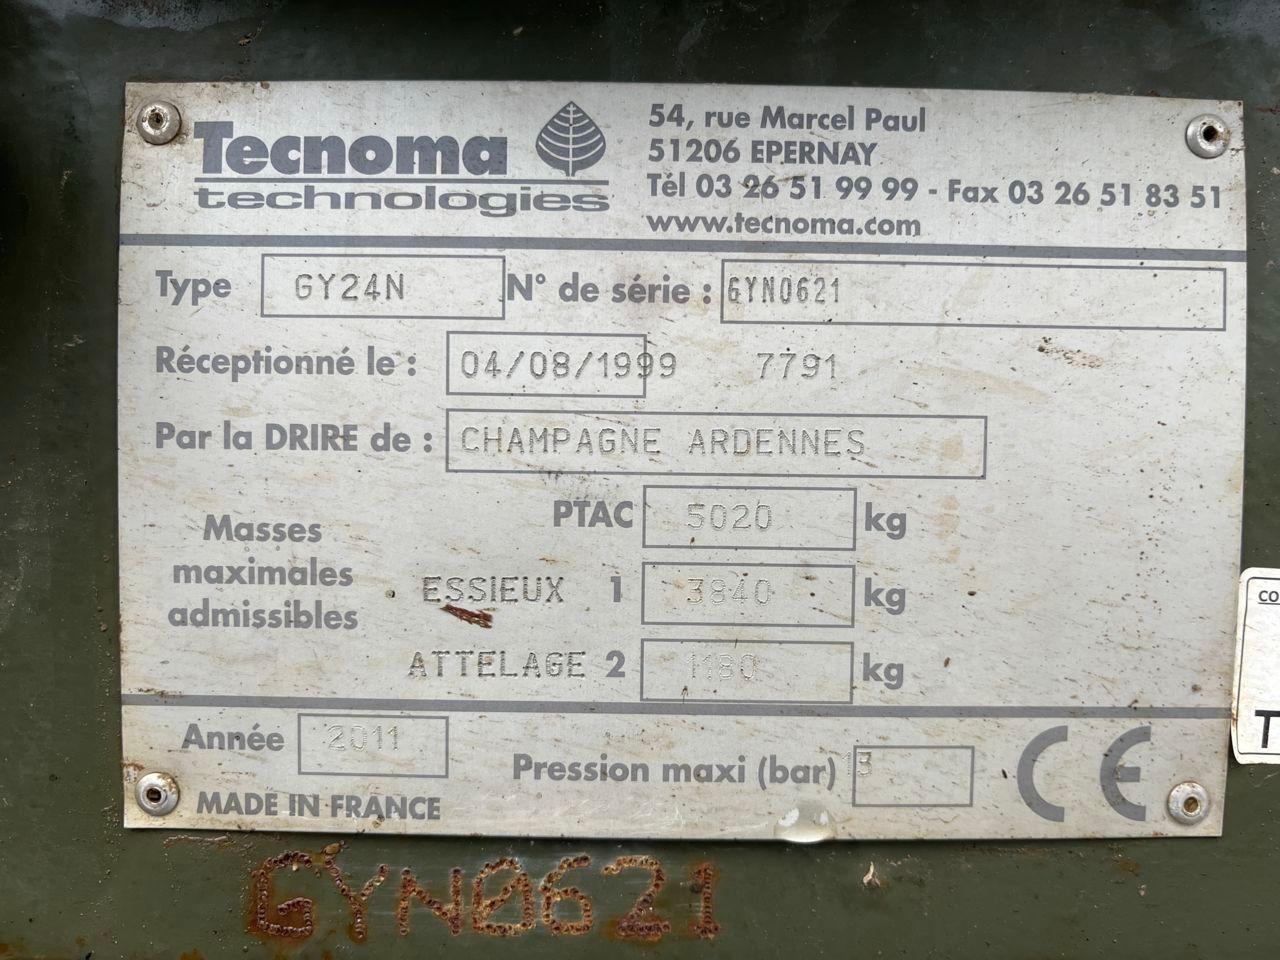 Tecnoma
technologies
54, rue Marcel Paul
51206 EPERNAY
Tél 03 26 51 99 99 - Fax 03 26 51 83 51
www.tecnoma.com
Type GY24N N° de série : GYN0621
Réceptionné le : 04/08/1999 7791
Par la DRIRE de : CHAMPAGNE ARDENNES
Masses
maximales
admissibles
PTAC 5020 kg
ESSIEUX 1 3840 kg
ATTELAGE 2 1180 kg
Année 2011
Pression maxi (bar) 13
CE
MADE IN FRANCE
GYN0621
CO
T